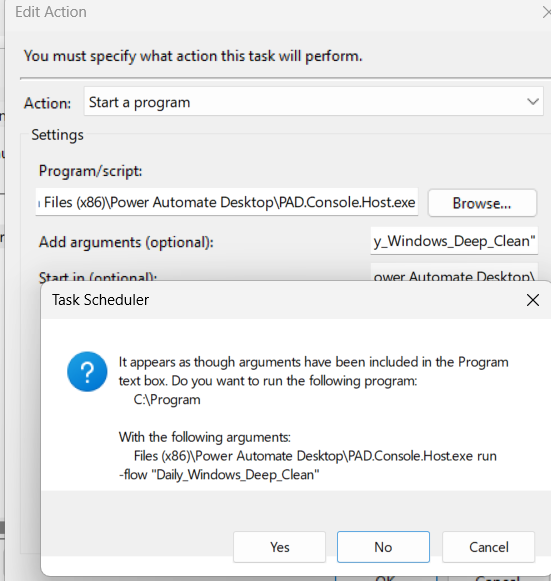 Edit Action
You must specify what action this task will perform.
Action: Start a program
Settings
Program/script:
Files (x86)\Power Automate Desktop\PAD.Console.Host.exe Browse...
Add arguments (optional): y_Windows_Deep_Clean"
Start in (optional): ower Automate Desktop\
Task Scheduler
It appears as though arguments have been included in the Program
text box. Do you want to run the following program:
C:\Program
With the following arguments:
Files (x86)\Power Automate Desktop\PAD.Console.Host.exe run
-flow "Daily_Windows_Deep_Clean"
Yes No Cancel
OK Cancel